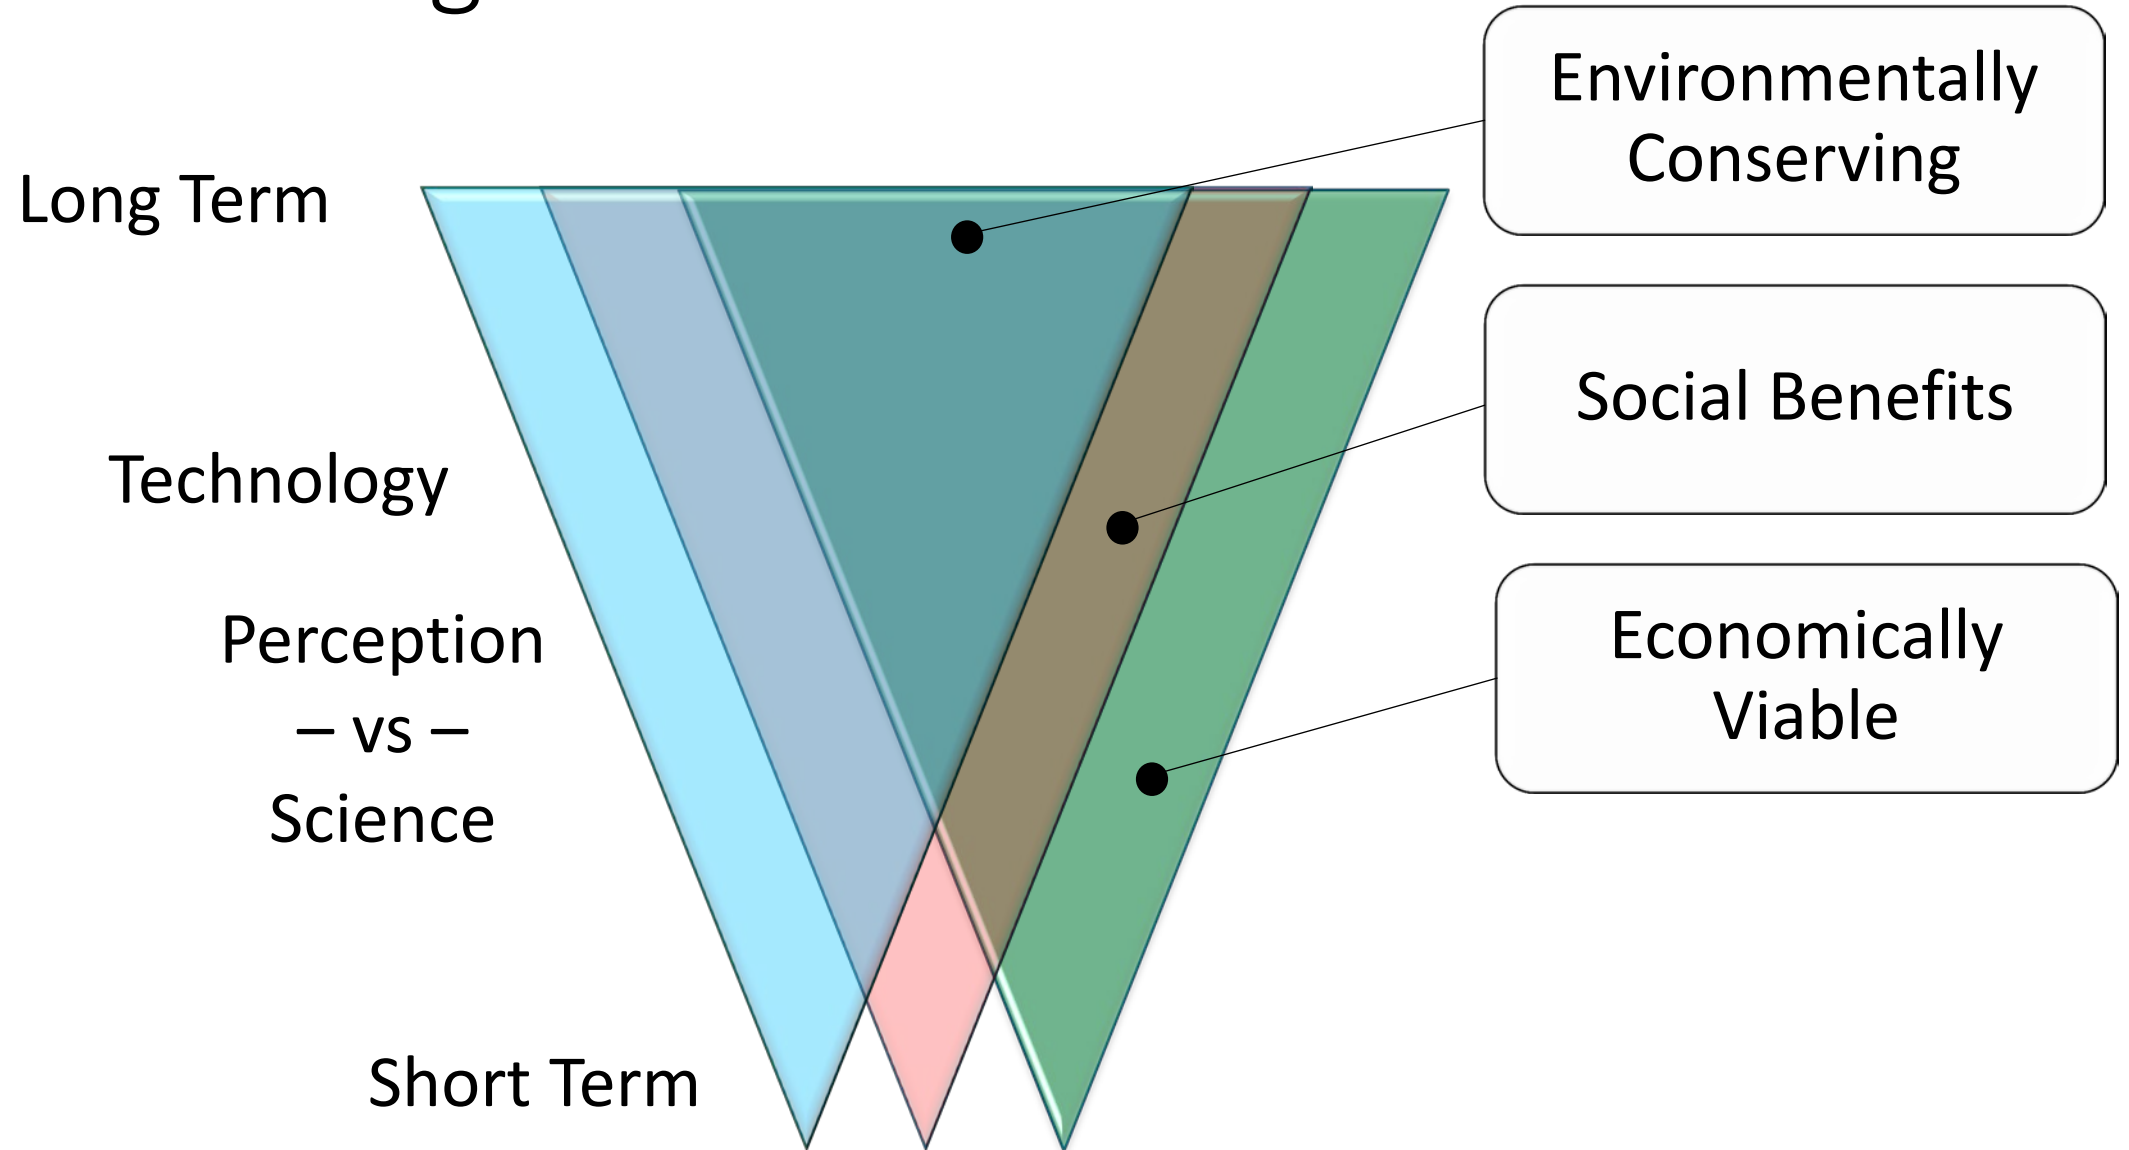 Long Term
Technology
Perception
– vs –
Science
Short Term
Environmentally
Conserving
Social Benefits
Economically
Viable